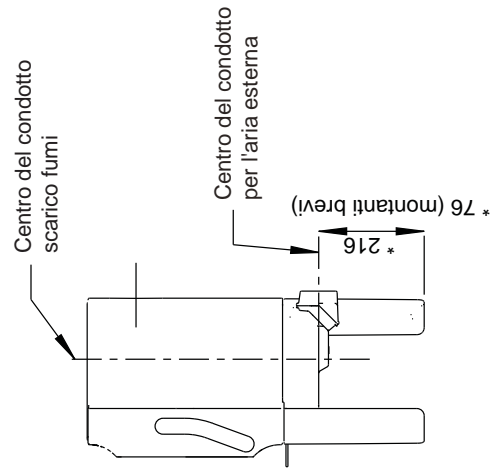 Centro del condotto
scarico fumi
Centro del condotto
per l'aria esterna
* 216
* 76 (montanti brevi)